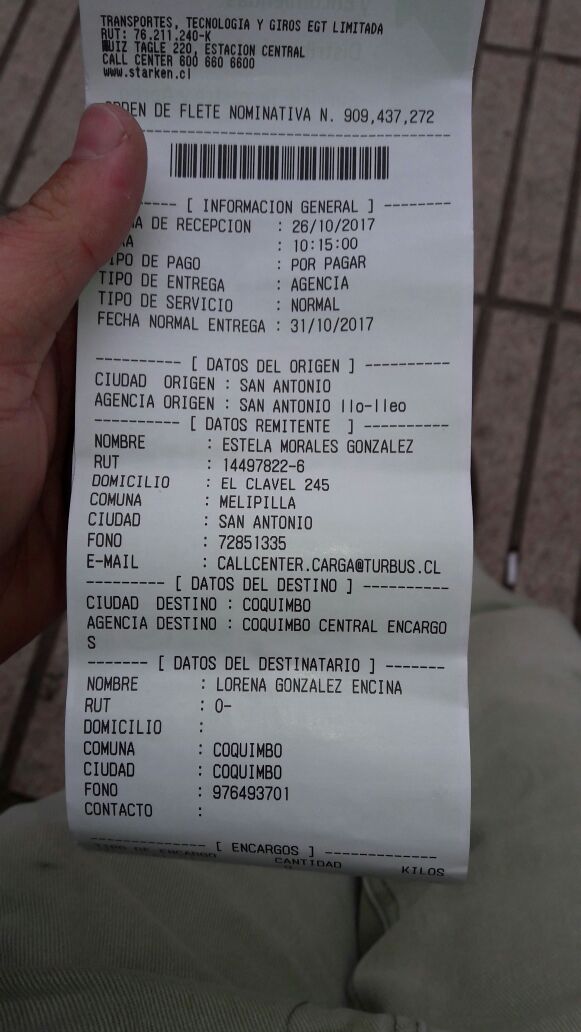 TRANSPORTES, TECNOLOGIA Y GIROS EGT LIMITADA
RUT: 76.211.240-K
RUIZ TAGLE 220, ESTACION CENTRAL
CALL CENTER 600 660 6600
www.starken.cl
ORDEN DE FLETE NOMINATIVA N. 909,437,272
[ INFORMACION GENERAL ] --------
DE RECEPCION : 26/10/2017
: 10:15:00
TIPO DE PAGO : POR PAGAR
TIPO DE ENTREGA : AGENCIA
TIPO DE SERVICIO : NORMAL
FECHA NORMAL ENTREGA : 31/10/2017
---------- [ DATOS DEL ORIGEN ] ----------
CIUDAD ORIGEN : SAN ANTONIO
AGENCIA ORIGEN : SAN ANTONIO llo-lleo
---------- [ DATOS REMITENTE ] ----------
NOMBRE : ESTELA MORALES GONZALEZ
RUT : 14497822-6
DOMICILIO : EL CLAVEL 245
COMUNA : MELIPILLA
CIUDAD : SAN ANTONIO
FONO : 72851335
E-MAIL : CALLCENTER.CARGA@TURBUS.CL
--------- [ DATOS DEL DESTINO ] ----------
CIUDAD DESTINO : COQUIMBO
AGENCIA DESTINO : COQUIMBO CENTRAL ENCARGO
S
------- [ DATOS DEL DESTINATARIO ] -------
NOMBRE : LORENA GONZALEZ ENCINA
RUT : 0-
DOMICILIO :
COMUNA : COQUIMBO
CIUDAD : COQUIMBO
FONO : 976493701
CONTACTO :
-------------- [ ENCARGOS ] --------------
TIPO DE ENCARGO CANTIDAD KILOS